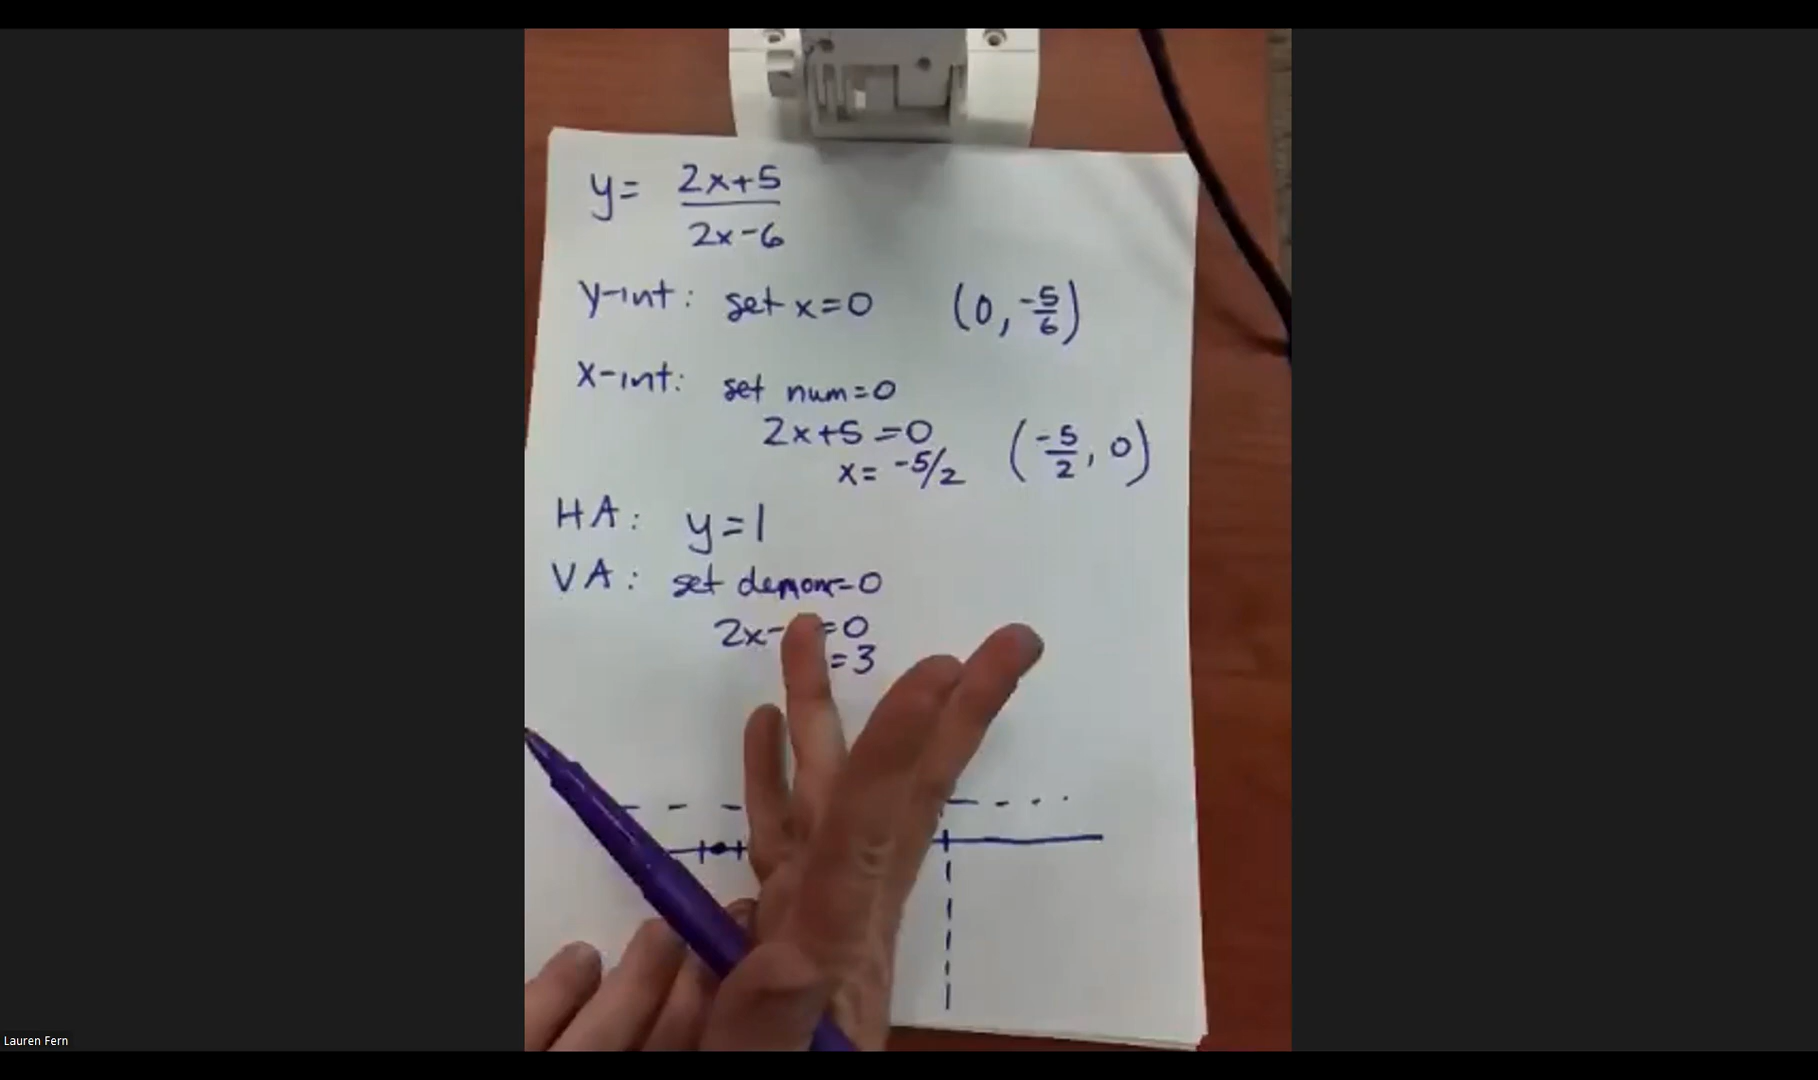 y= 2x+5
2x-6
y-int: set x=0 (0, -5/6)
x-int: set num=0
2x+5=0
x= -5/2 (-5/2, 0)
HA: y=1
VA: set denom=0
2x- =0
=3
Lauren Fern